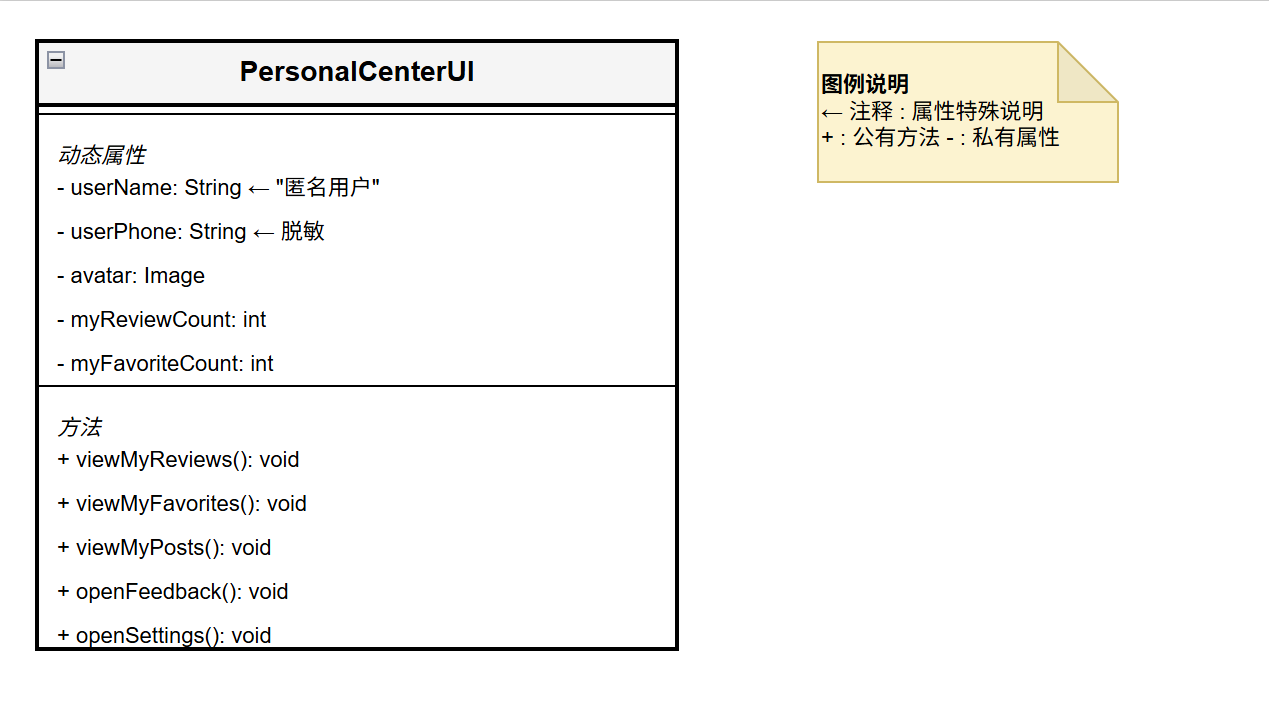 PersonalCenterUI
动态属性
- userName: String ← "匿名用户"
- userPhone: String ← 脱敏
- avatar: Image
- myReviewCount: int
- myFavoriteCount: int
方法
+ viewMyReviews(): void
+ viewMyFavorites(): void
+ viewMyPosts(): void
+ openFeedback(): void
+ openSettings(): void
图例说明
← 注释 : 属性特殊说明
+ : 公有方法 - : 私有属性